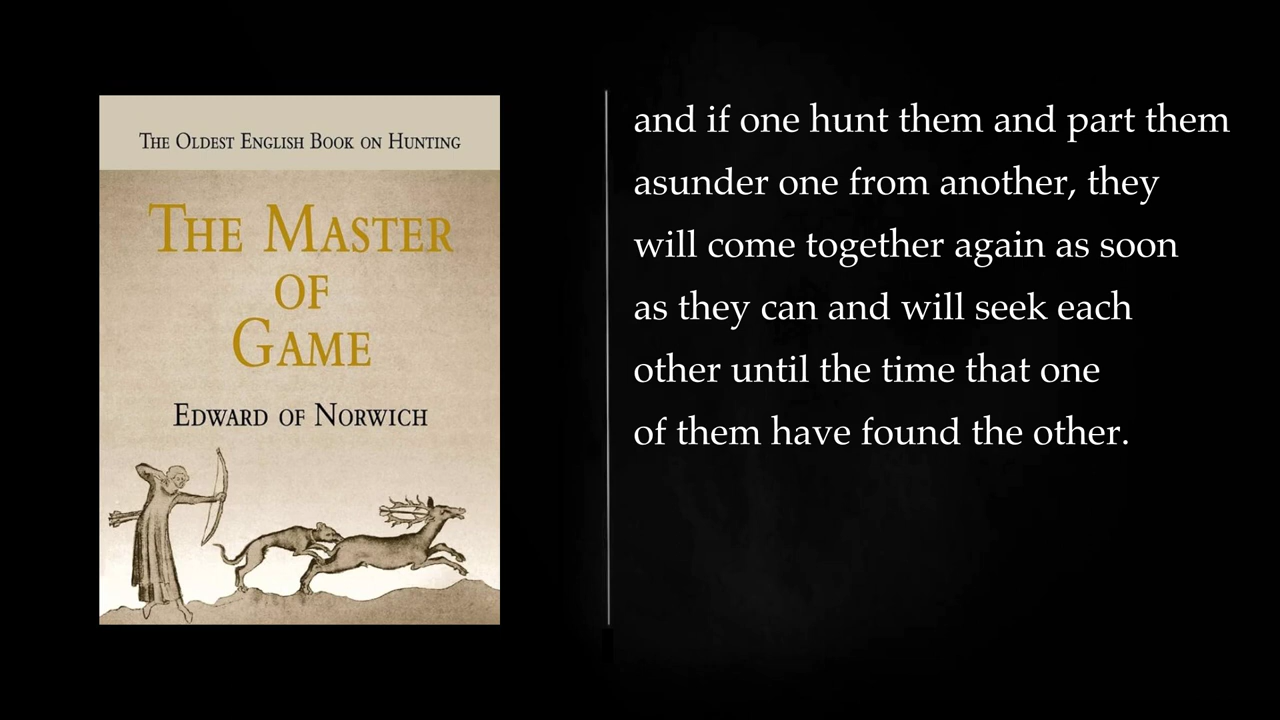 The Oldest English Book on Hunting
The Master
of
Game
Edward of Norwich
and if one hunt them and part them
asunder one from another, they
will come together again as soon
as they can and will seek each
other until the time that one
of them have found the other.